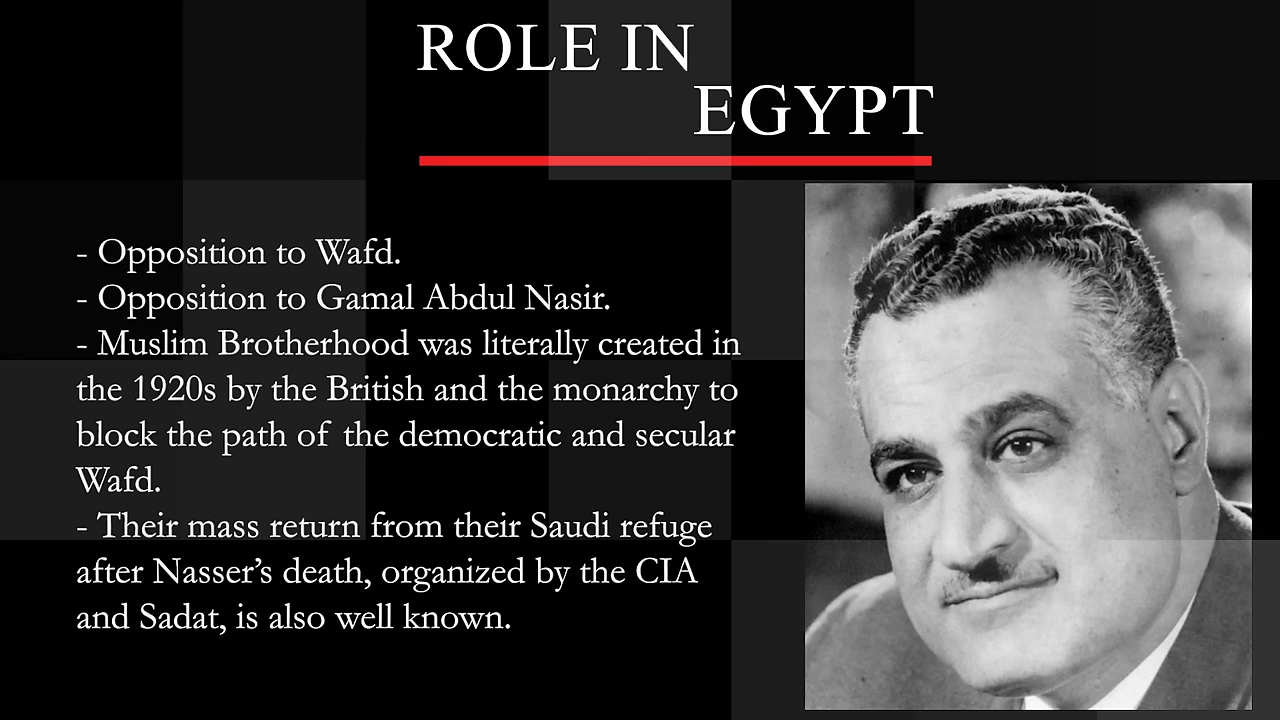 ROLE IN
EGYPT
- Opposition to Wafd.
- Opposition to Gamal Abdul Nasir.
- Muslim Brotherhood was literally created in
the 1920s by the British and the monarchy to
block the path of the democratic and secular
Wafd.
- Their mass return from their Saudi refuge
after Nasser’s death, organized by the CIA
and Sadat, is also well known.